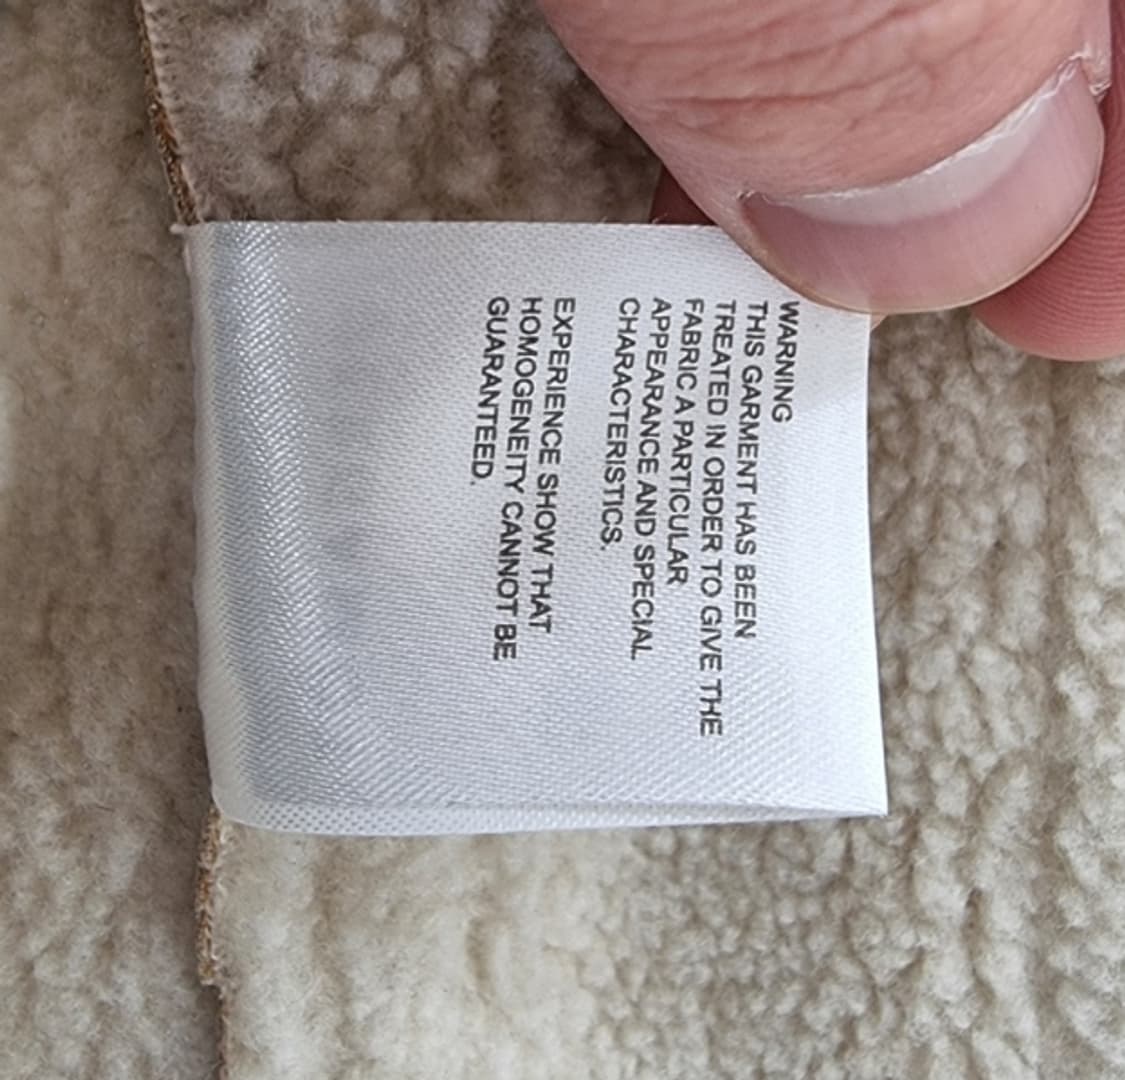 WARNING
THIS GARMENT HAS BEEN
TREATED IN ORDER TO GIVE THE
FABRIC A PARTICULAR
APPEARANCE AND SPECIAL
CHARACTERISTICS.
EXPERIENCE SHOW THAT
HOMOGENEITY CANNOT BE
GUARANTEED.